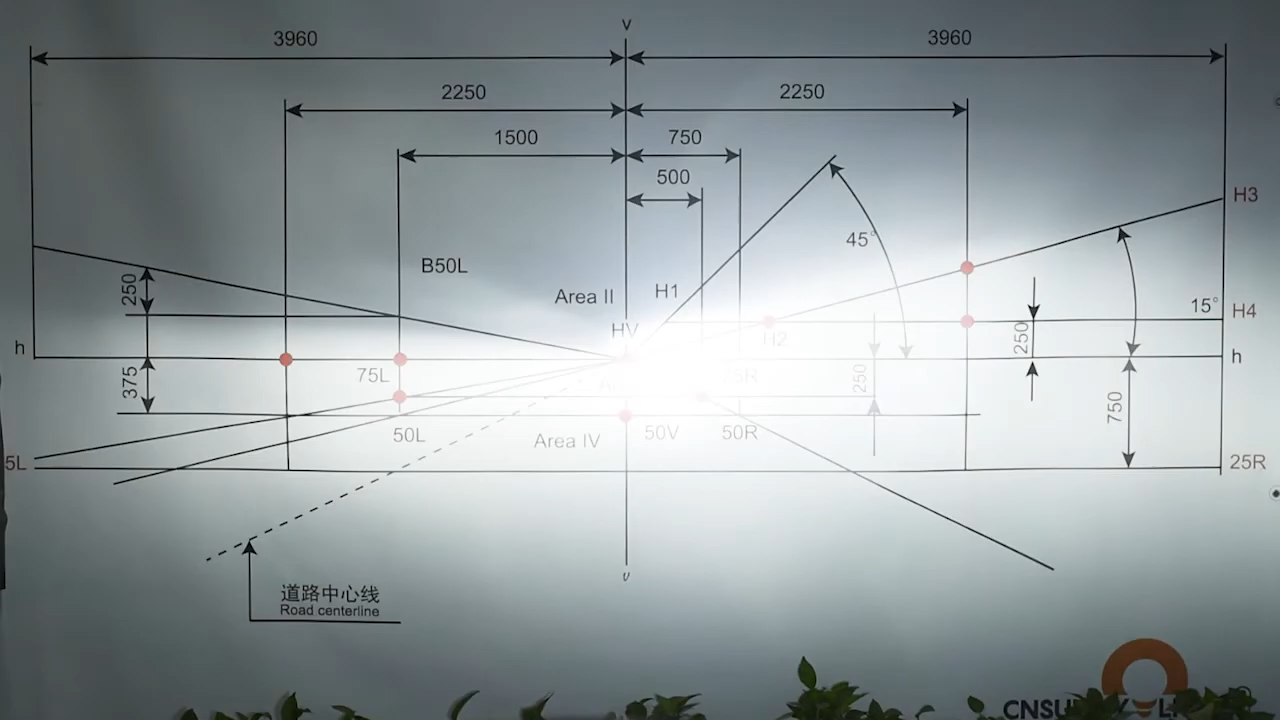 v
3960
3960
2250
2250
1500
750
500
H3
45°
B50L
250
Area II
H1
15°
H4
HV
250
H2
h
h
375
75L
250
750
50L
Area IV
50V
50R
5L
25R
v
道路中心线
Road centerline